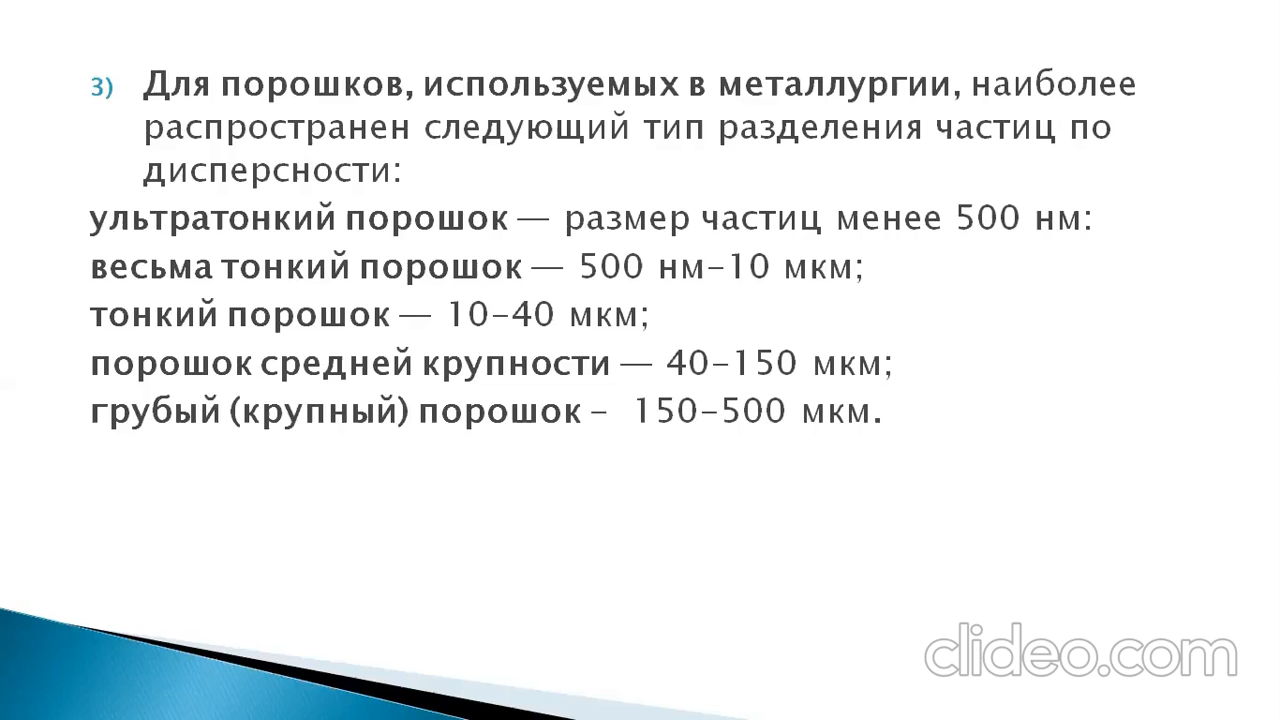 3) Для порошков, используемых в металлургии, наиболее
распространен следующий тип разделения частиц по
дисперсности:
ультратонкий порошок — размер частиц менее 500 нм:
весьма тонкий порошок — 500 нм-10 мкм;
тонкий порошок — 10-40 мкм;
порошок средней крупности — 40-150 мкм;
грубый (крупный) порошок - 150-500 мкм.
clideo.com